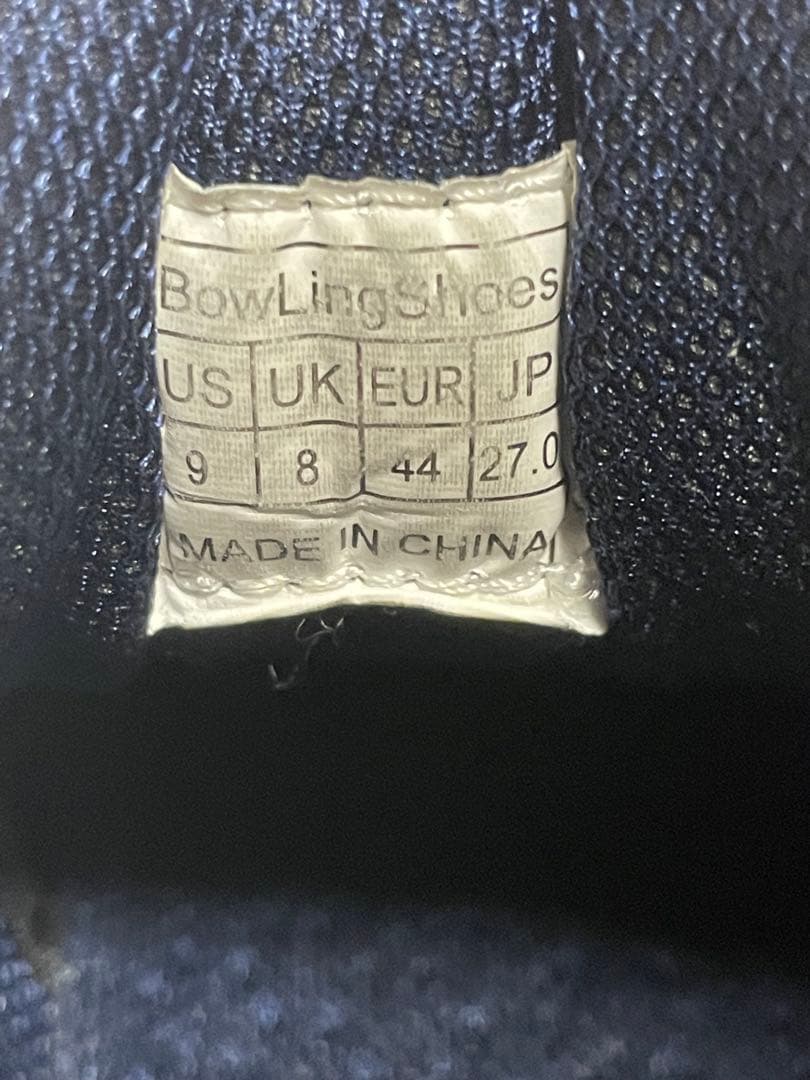 BowLingShoes
US UK EUR JP
9 8 44 27.0
MADE IN CHINA